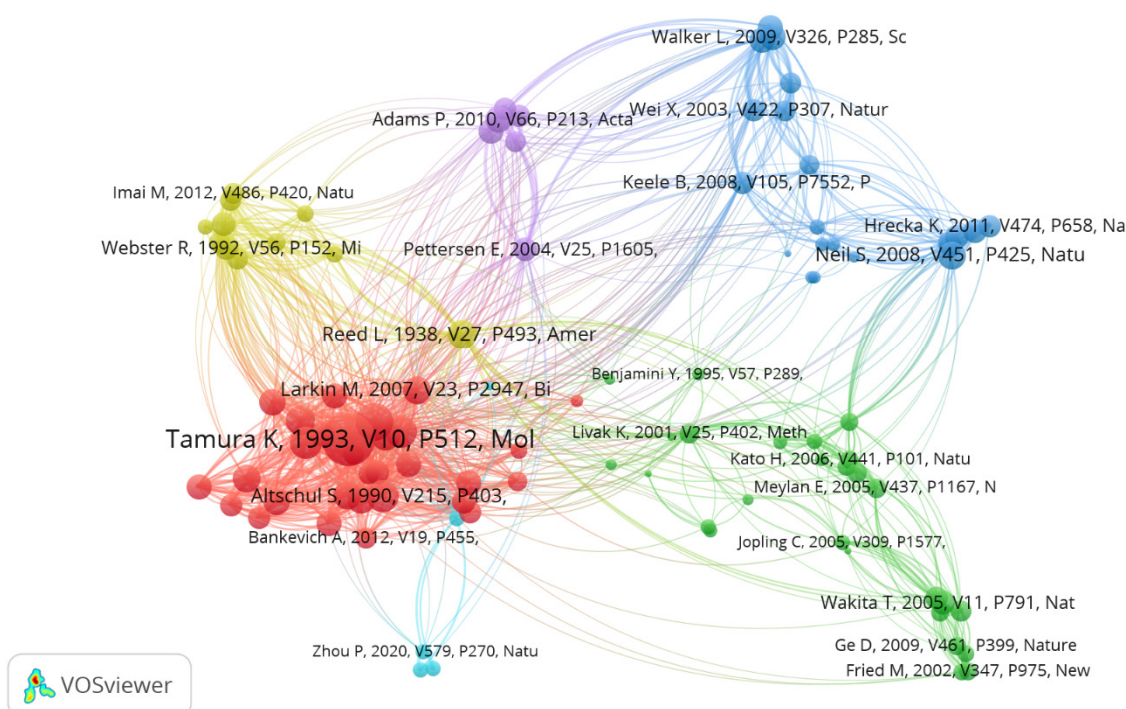 Walker L, 2009, V326, P285, Sc
Wei X, 2003, V422, P307, Natur
Adams P, 2010, V66, P213, Acta
Keele B, 2008, V105, P7552, P
Imai M, 2012, V486, P420, Natu
Hrecka K, 2011, V474, P658, Na
Webster R, 1992, V56, P152, Mi
Pettersen E, 2004, V25, P1605,
Neil S, 2008, V451, P425, Natu
Reed L, 1938, V27, P493, Amer
Benjamini Y, 1995, V57, P289,
Larkin M, 2007, V23, P2947, Bi
Livak K, 2001, V25, P402, Meth
Tamura K, 1993, V10, P512, Mol
Kato H, 2006, V441, P101, Natu
Meylan E, 2005, V437, P1167, N
Altschul S, 1990, V215, P403,
Bankevich A, 2012, V19, P455,
Jopling C, 2005, V309, P1577,
Wakita T, 2005, V11, P791, Nat
Ge D, 2009, V461, P399, Nature
Zhou P, 2020, V579, P270, Natu
Fried M, 2002, V347, P975, New
VOSviewer